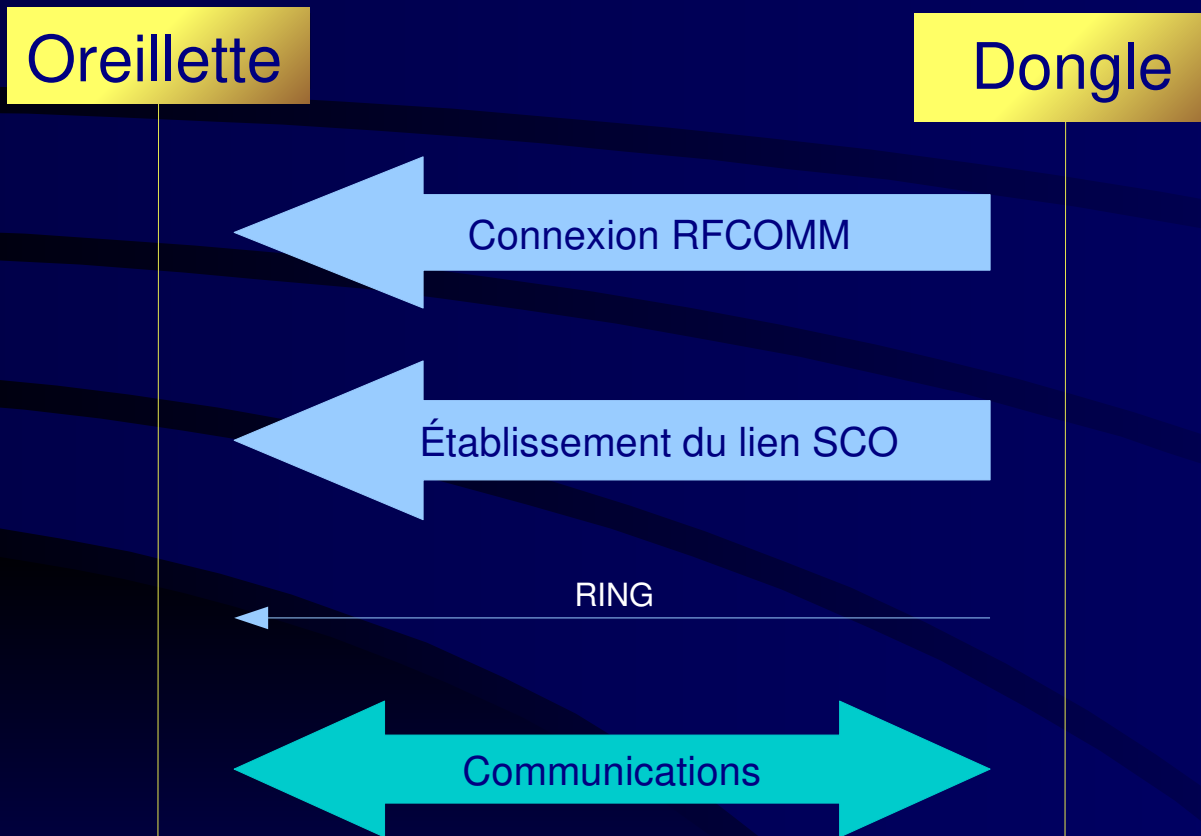 Oreillette
Dongle
Connexion RFCOMM
Établissement du lien SCO
RING
Communications